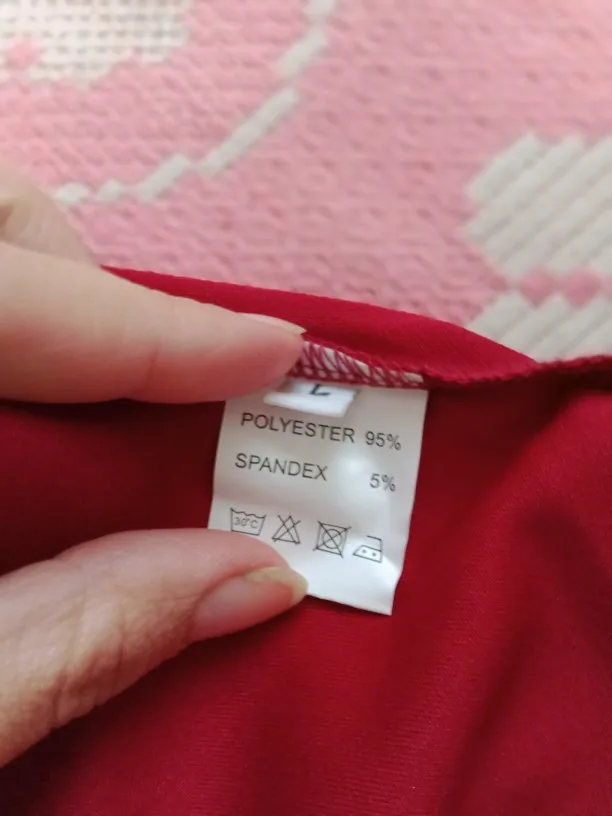 L
POLYESTER 95%
SPANDEX 5%
30°C